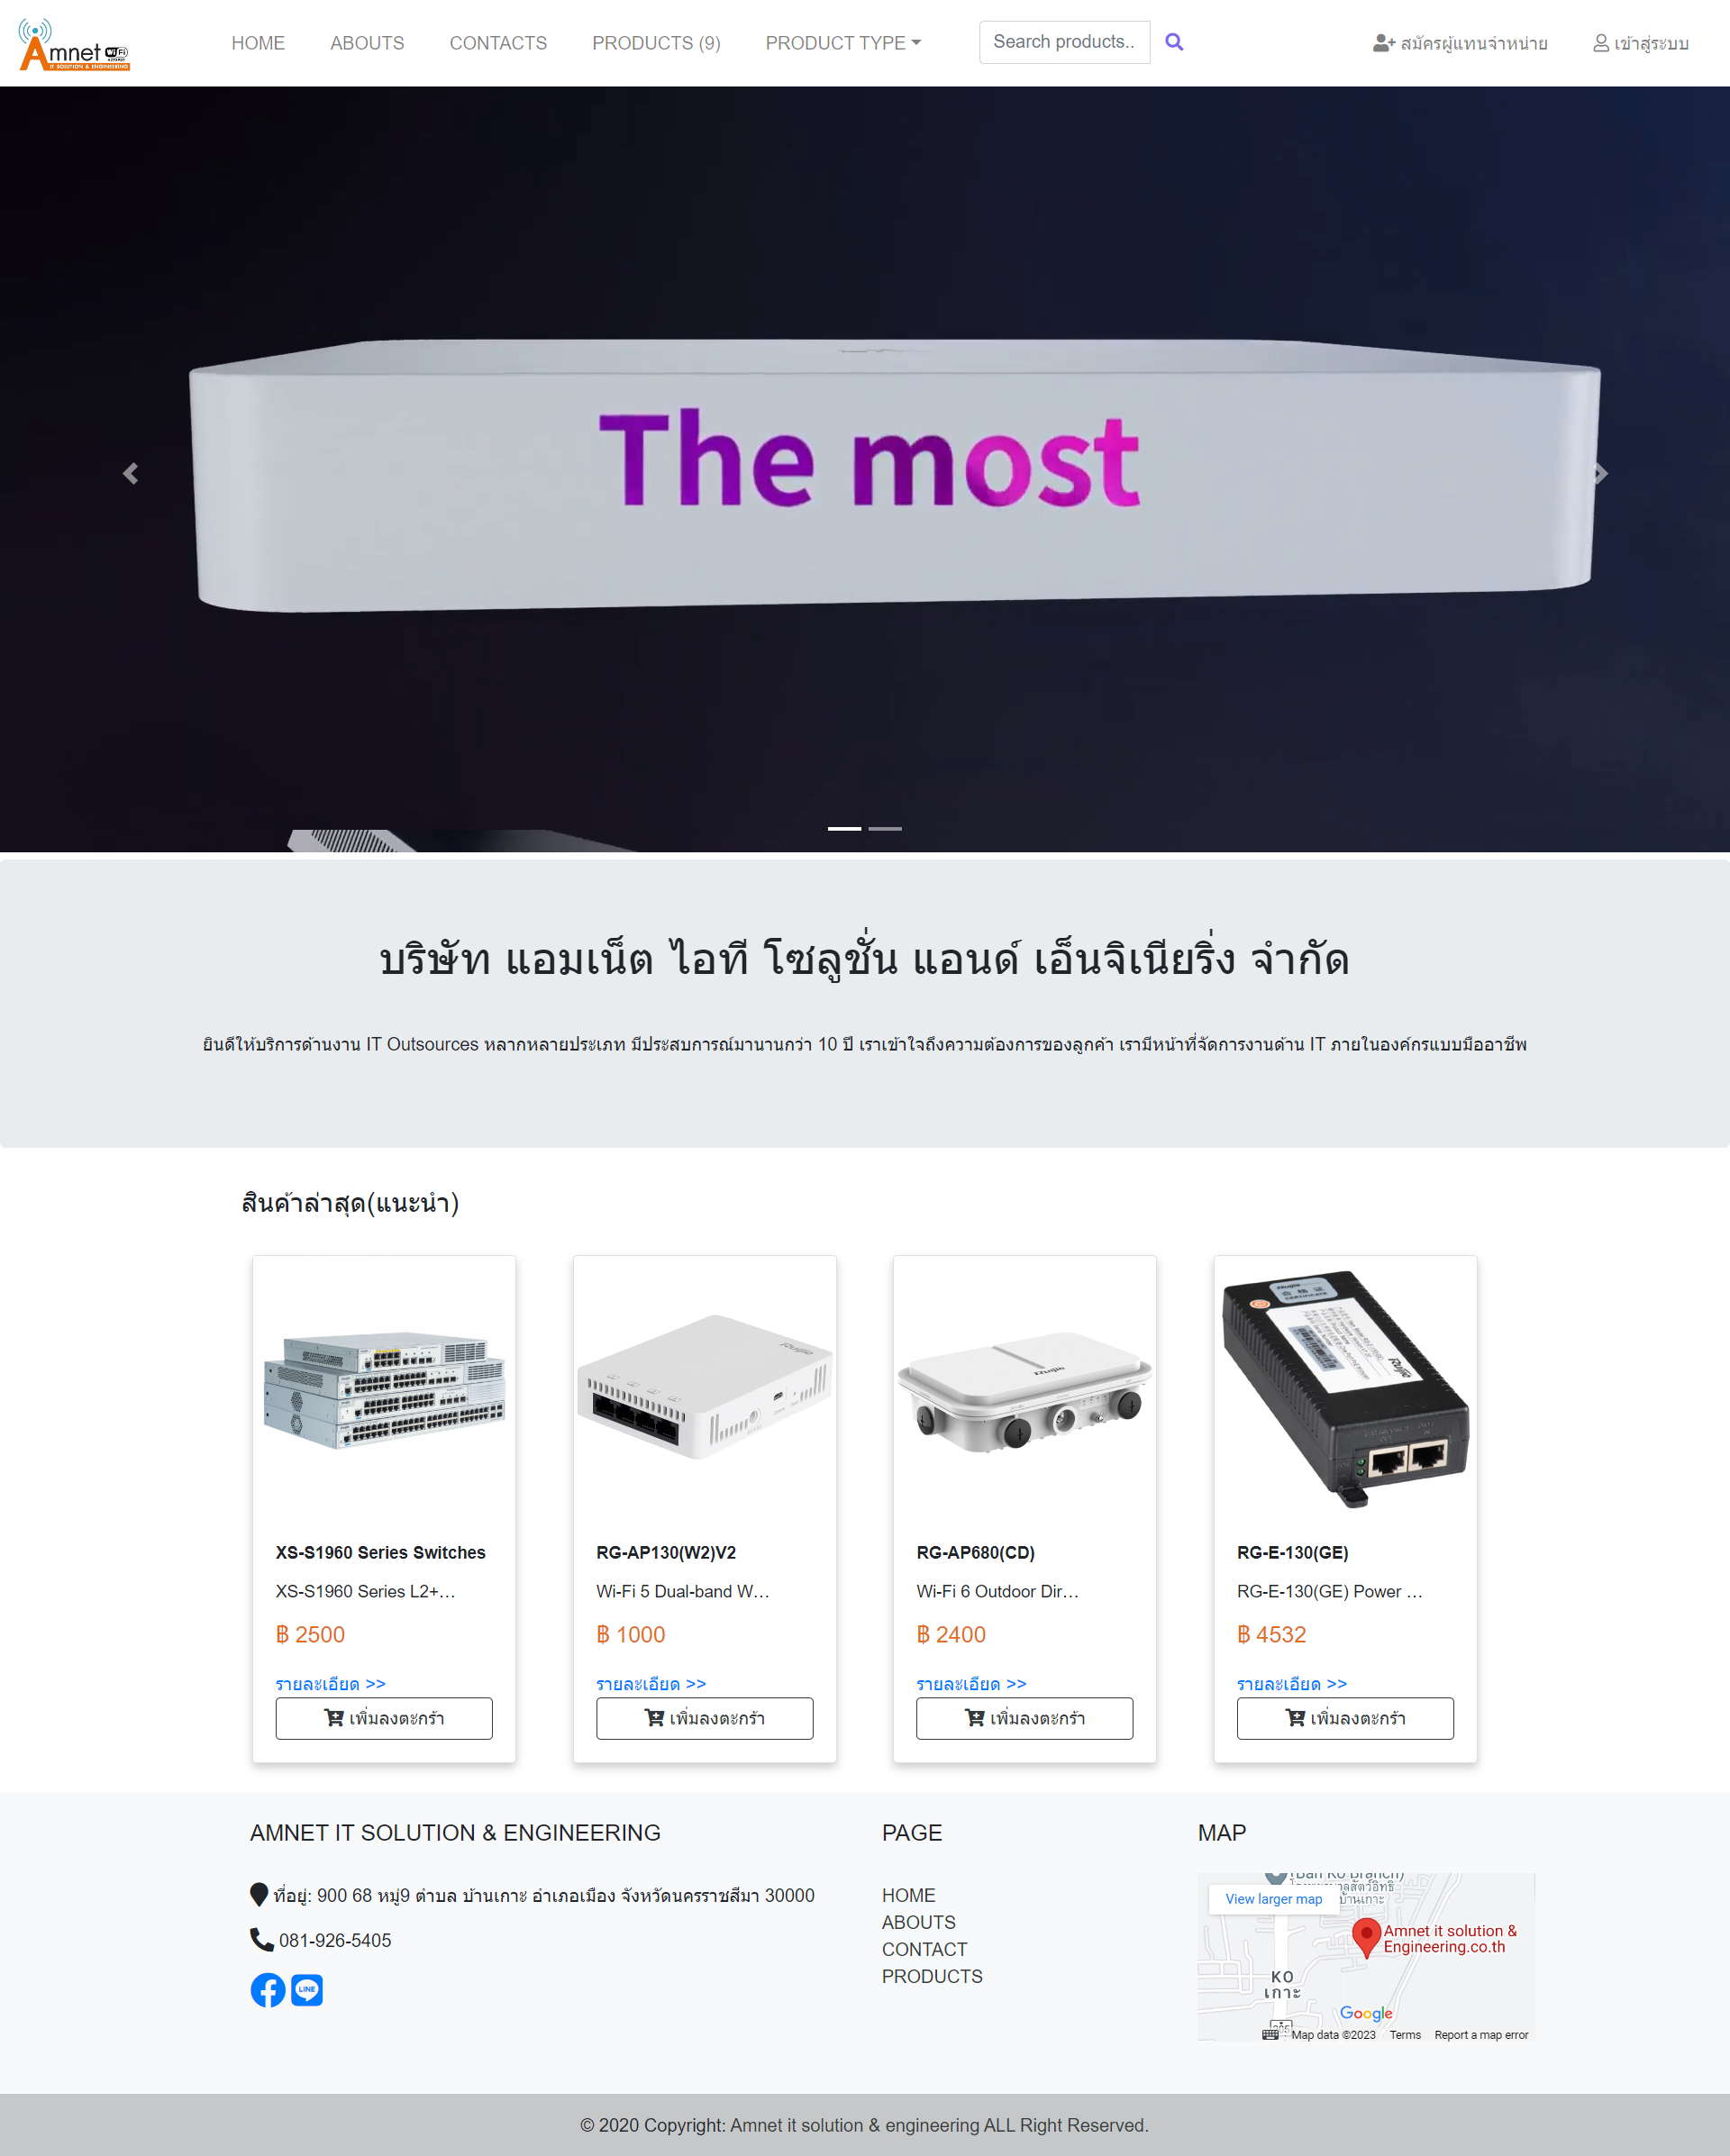 Amnet WiFi
IT SOLUTION & ENGINEERING
HOME
ABOUTS
CONTACTS
PRODUCTS (9)
PRODUCT TYPE
Search products..
สมัครผู้แทนจำหน่าย
เข้าสู่ระบบ
The most
บริษัท แอมเน็ต ไอที โซลูชั่น แอนด์ เอ็นจิเนียริ่ง จำกัด
ยินดีให้บริการด้านงาน IT Outsources หลากหลายประเภท มีประสบการณ์มานานกว่า 10 ปี เราเข้าใจถึงความต้องการของลูกค้า เรามีหน้าที่จัดการงานด้าน IT ภายในองค์กรแบบมืออาชีพ
สินค้าล่าสุด(แนะนำ)
XS-S1960 Series Switches
XS-S1960 Series L2+...
฿ 2500
รายละเอียด >>
เพิ่มลงตะกร้า
RG-AP130(W2)V2
Wi-Fi 5 Dual-band W...
฿ 1000
รายละเอียด >>
เพิ่มลงตะกร้า
RG-AP680(CD)
Wi-Fi 6 Outdoor Dir...
฿ 2400
รายละเอียด >>
เพิ่มลงตะกร้า
Ruijie
RG-E-130(GE)
RG-E-130(GE) Power ...
฿ 4532
รายละเอียด >>
เพิ่มลงตะกร้า
AMNET IT SOLUTION & ENGINEERING
ที่อยู่: 900 68 หมู่9 ตำบล บ้านเกาะ อำเภอเมือง จังหวัดนครราชสีมา 30000
081-926-5405
LINE
PAGE
HOME
ABOUTS
CONTACT
PRODUCTS
MAP
(Ban Ko Branch)
บ้านเกาะ
View larger map
Amnet it solution &
Engineering.co.th
KO
เกาะ
Google
Map data ©2023
Terms
Report a map error
© 2020 Copyright: Amnet it solution & engineering ALL Right Reserved.